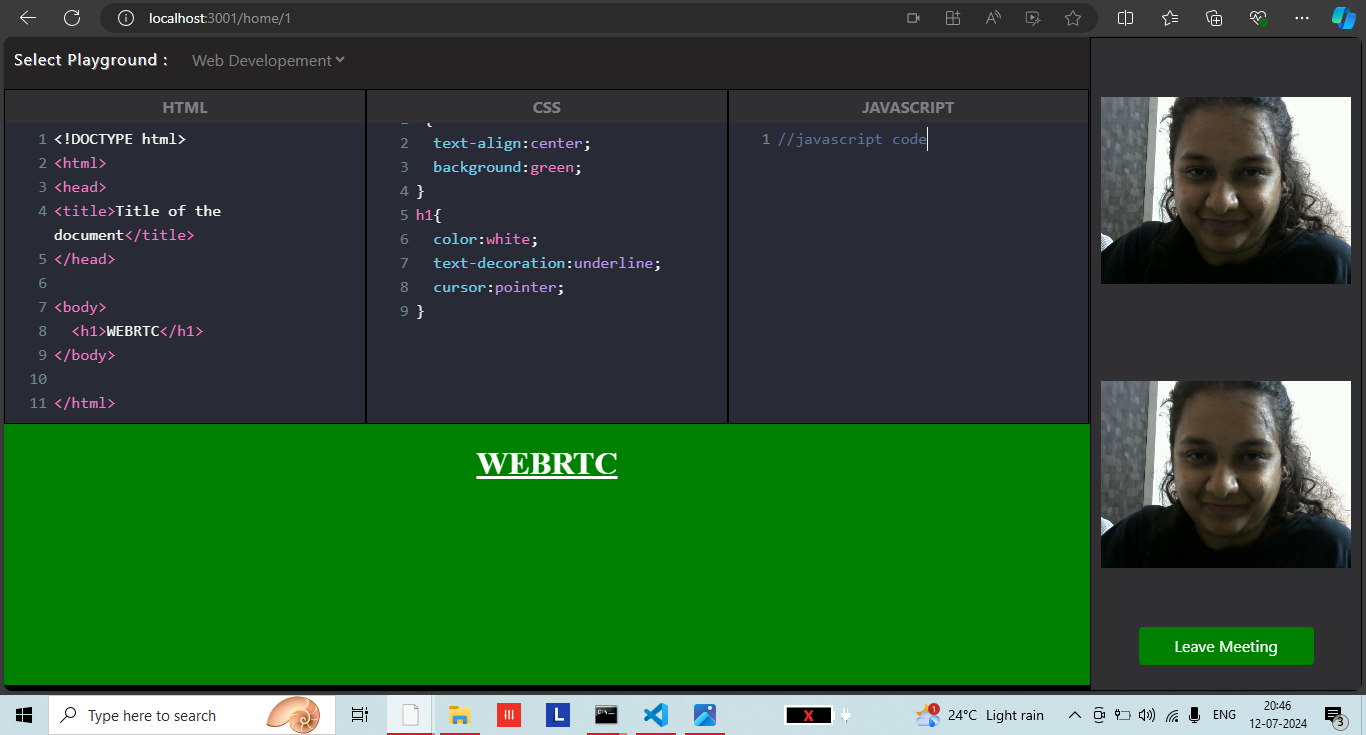 localhost:3001/home/1
Select Playground :
Web Developement
HTML
1 <!DOCTYPE html>
2 <html>
3 <head>
4 <title>Title of the
document</title>
5 </head>
6
7 <body>
8 <h1>WEBRTC</h1>
9 </body>
10
11 </html>
CSS
2 text-align:center;
3 background:green;
4 }
5 h1{
6 color:white;
7 text-decoration:underline;
8 cursor:pointer;
9 }
JAVASCRIPT
1 //javascript code
WEBRTC
Leave Meeting
Type here to search
L
X
1
24°C Light rain
ENG
20:46
12-07-2024
3